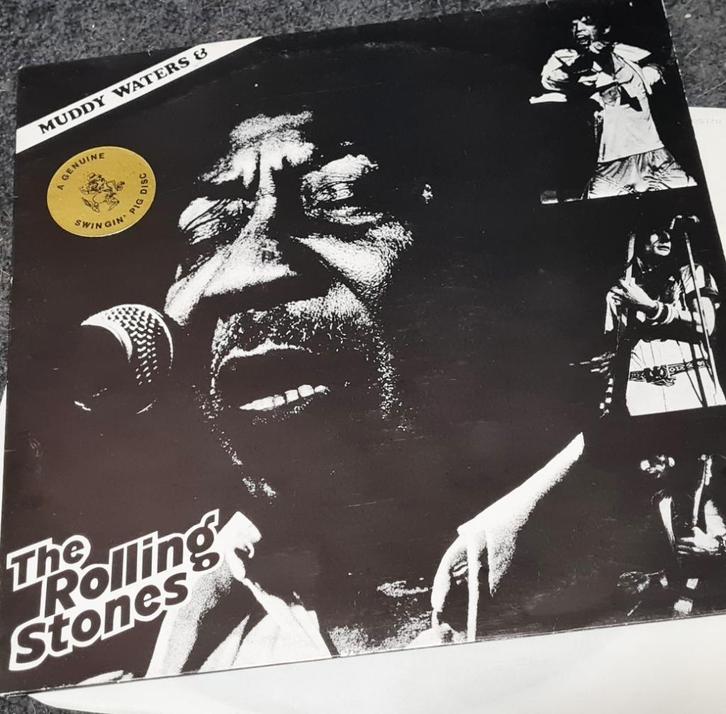 MUDDY WATERS &
A GENUINE
SWINGIN' PIG DISC
The
Rolling
Stones